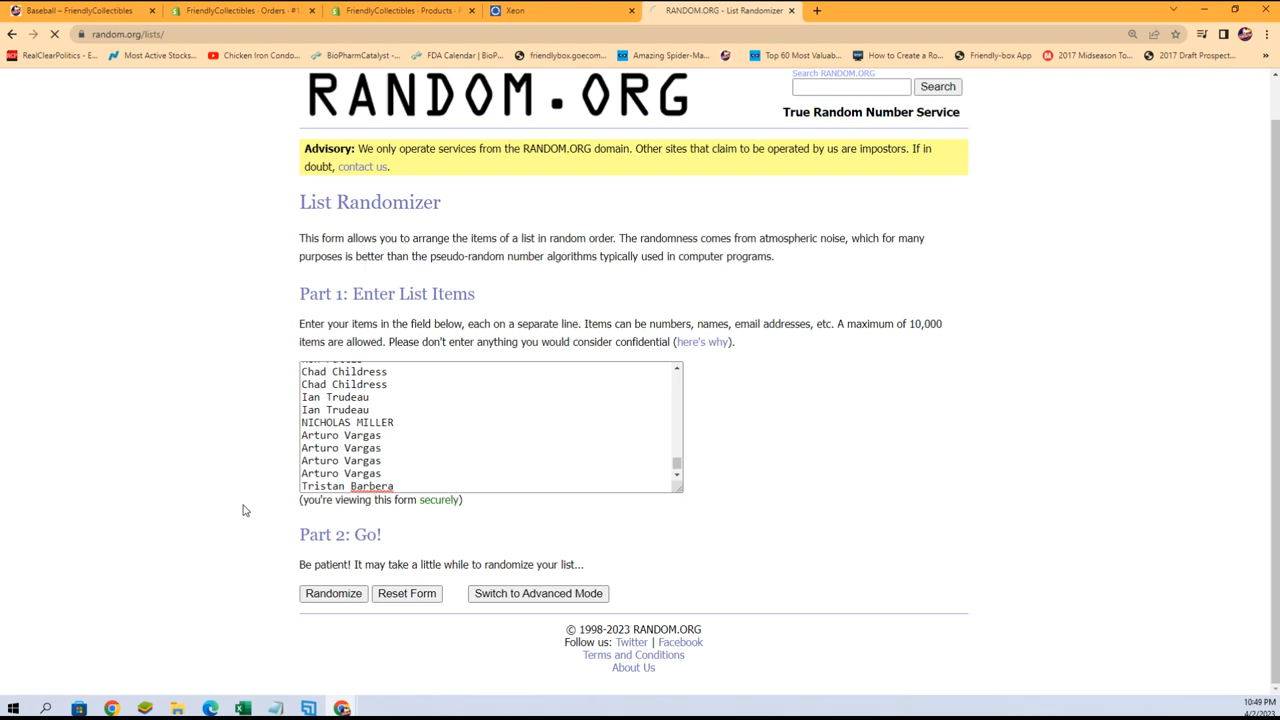 Baseball – FriendlyCollectibles
FriendlyCollectibles · Orders · #1
FriendlyCollectibles · Products
Xeon
RANDOM.ORG - List Randomizer
random.org/lists/
RealClearPolitics - E...
Most Active Stocks...
Chicken Iron Condo...
BioPharmCatalyst -...
FDA Calendar | BioP...
friendlybox.goecom...
Amazing Spider-Ma...
Top 60 Most Valuab...
How to Create a Ro...
Friendly-box App
2017 Midseason To...
2017 Draft Prospect...
RANDOM.ORG
Search RANDOM.ORG
Search
True Random Number Service
Advisory: We only operate services from the RANDOM.ORG domain. Other sites that claim to be operated by us are impostors. If in
doubt, contact us.
List Randomizer
This form allows you to arrange the items of a list in random order. The randomness comes from atmospheric noise, which for many
purposes is better than the pseudo-random number algorithms typically used in computer programs.
Part 1: Enter List Items
Enter your items in the field below, each on a separate line. Items can be numbers, names, email addresses, etc. A maximum of 10,000
items are allowed. Please don't enter anything you would consider confidential (here's why).
Chad Childress
Chad Childress
Ian Trudeau
Ian Trudeau
NICHOLAS MILLER
Arturo Vargas
Arturo Vargas
Arturo Vargas
Arturo Vargas
Tristan Barbera
(you're viewing this form securely)
Part 2: Go!
Be patient! It may take a little while to randomize your list...
Randomize
Reset Form
Switch to Advanced Mode
© 1998-2023 RANDOM.ORG
Follow us: Twitter | Facebook
Terms and Conditions
About Us
10:49 PM
4/2/2023